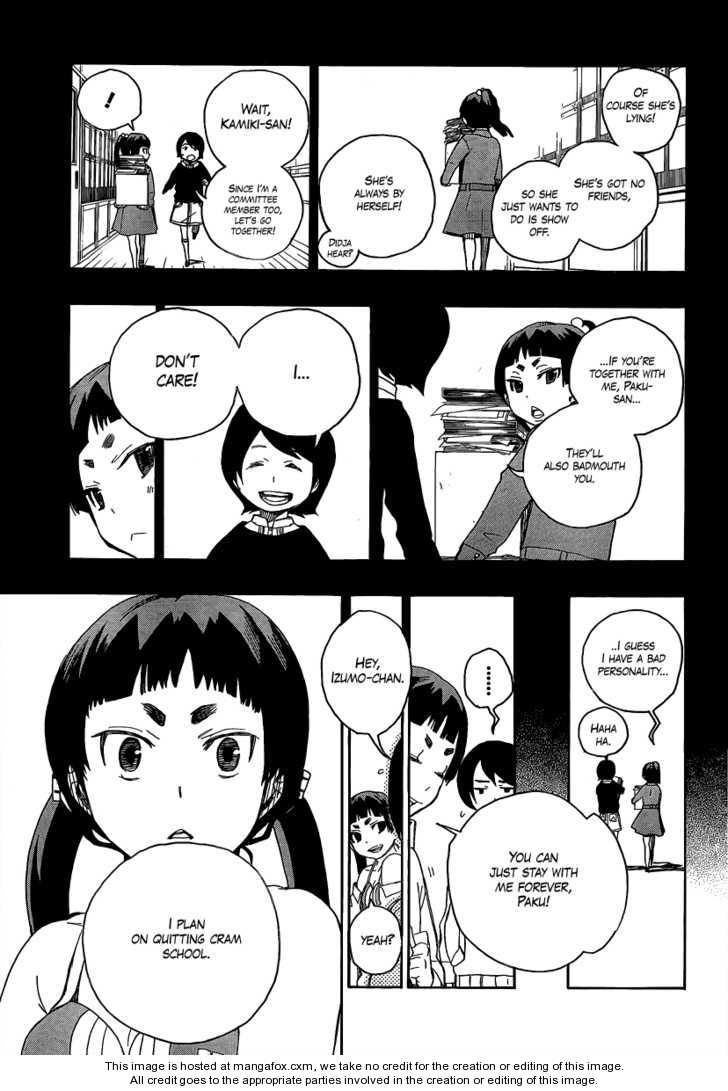 OF
COURSE SHE'S
LYING!
SHE'S GOT NO
FRIENDS,
SO SHE
JUST WANTS TO
DO IS SHOW
OFF.
SHE'S
ALWAYS BY
HERSELF!
DIDJA
HEAR?
WAIT,
KAMIKI-SAN!
SINCE I'M A
COMMITTEE
MEMBER TOO,
LET'S GO
TOGETHER!
!
...IF YOU'RE
TOGETHER WITH
ME, PAKU-
SAN...
THEY'LL
ALSO BADMOUTH
YOU.
I...
DON'T
CARE!
..I GUESS
I HAVE A BAD
PERSONALITY...
HAHA
HA.
......
YOU CAN
JUST STAY WITH
ME FOREVER,
PAKU!
HEY,
IZUMO-CHAN.
YEAH?
I PLAN
ON QUITTING CRAM
SCHOOL.
This image is hosted at mangafox.cxm, we take no credit for the creation or editing of this image.
All credit goes to the appropriate parties involved in the creation or editing of this image.